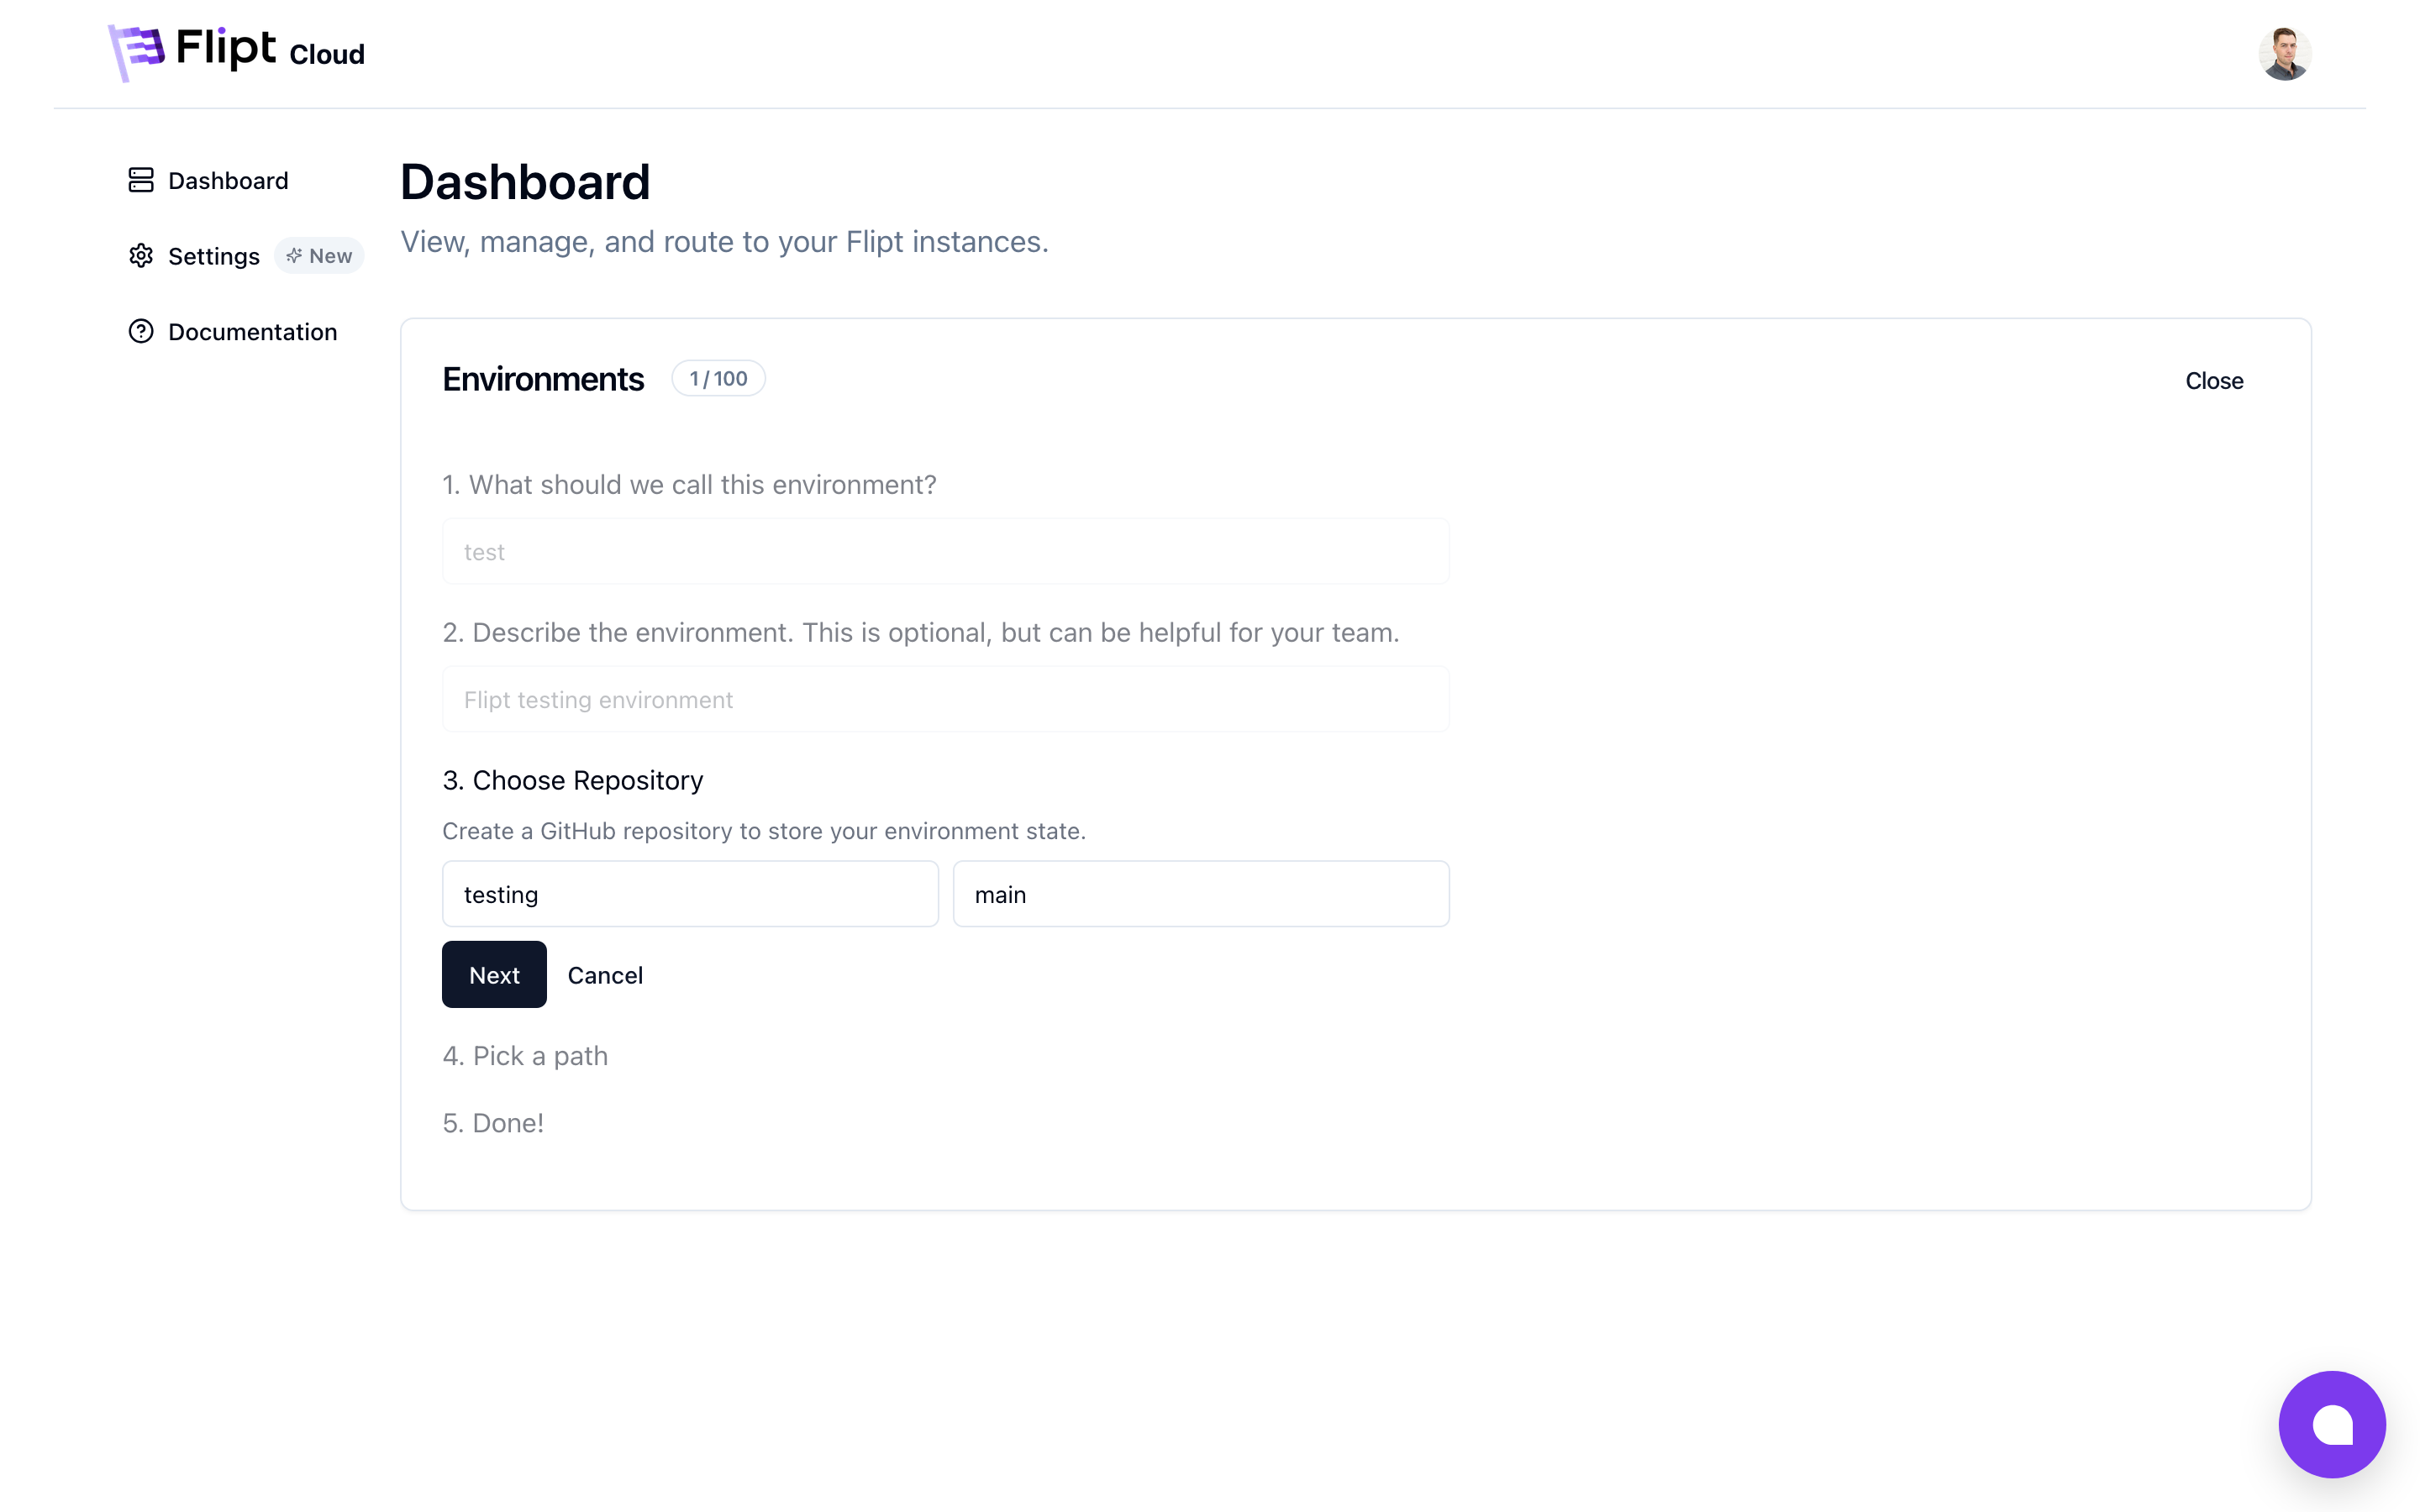 Flipt Cloud
Dashboard
Settings New
Documentation
Dashboard
View, manage, and route to your Flipt instances.
Environments 1 / 100 Close
1. What should we call this environment?
test
2. Describe the environment. This is optional, but can be helpful for your team.
Flipt testing environment
3. Choose Repository
Create a GitHub repository to store your environment state.
testing main
Next Cancel
4. Pick a path
5. Done!